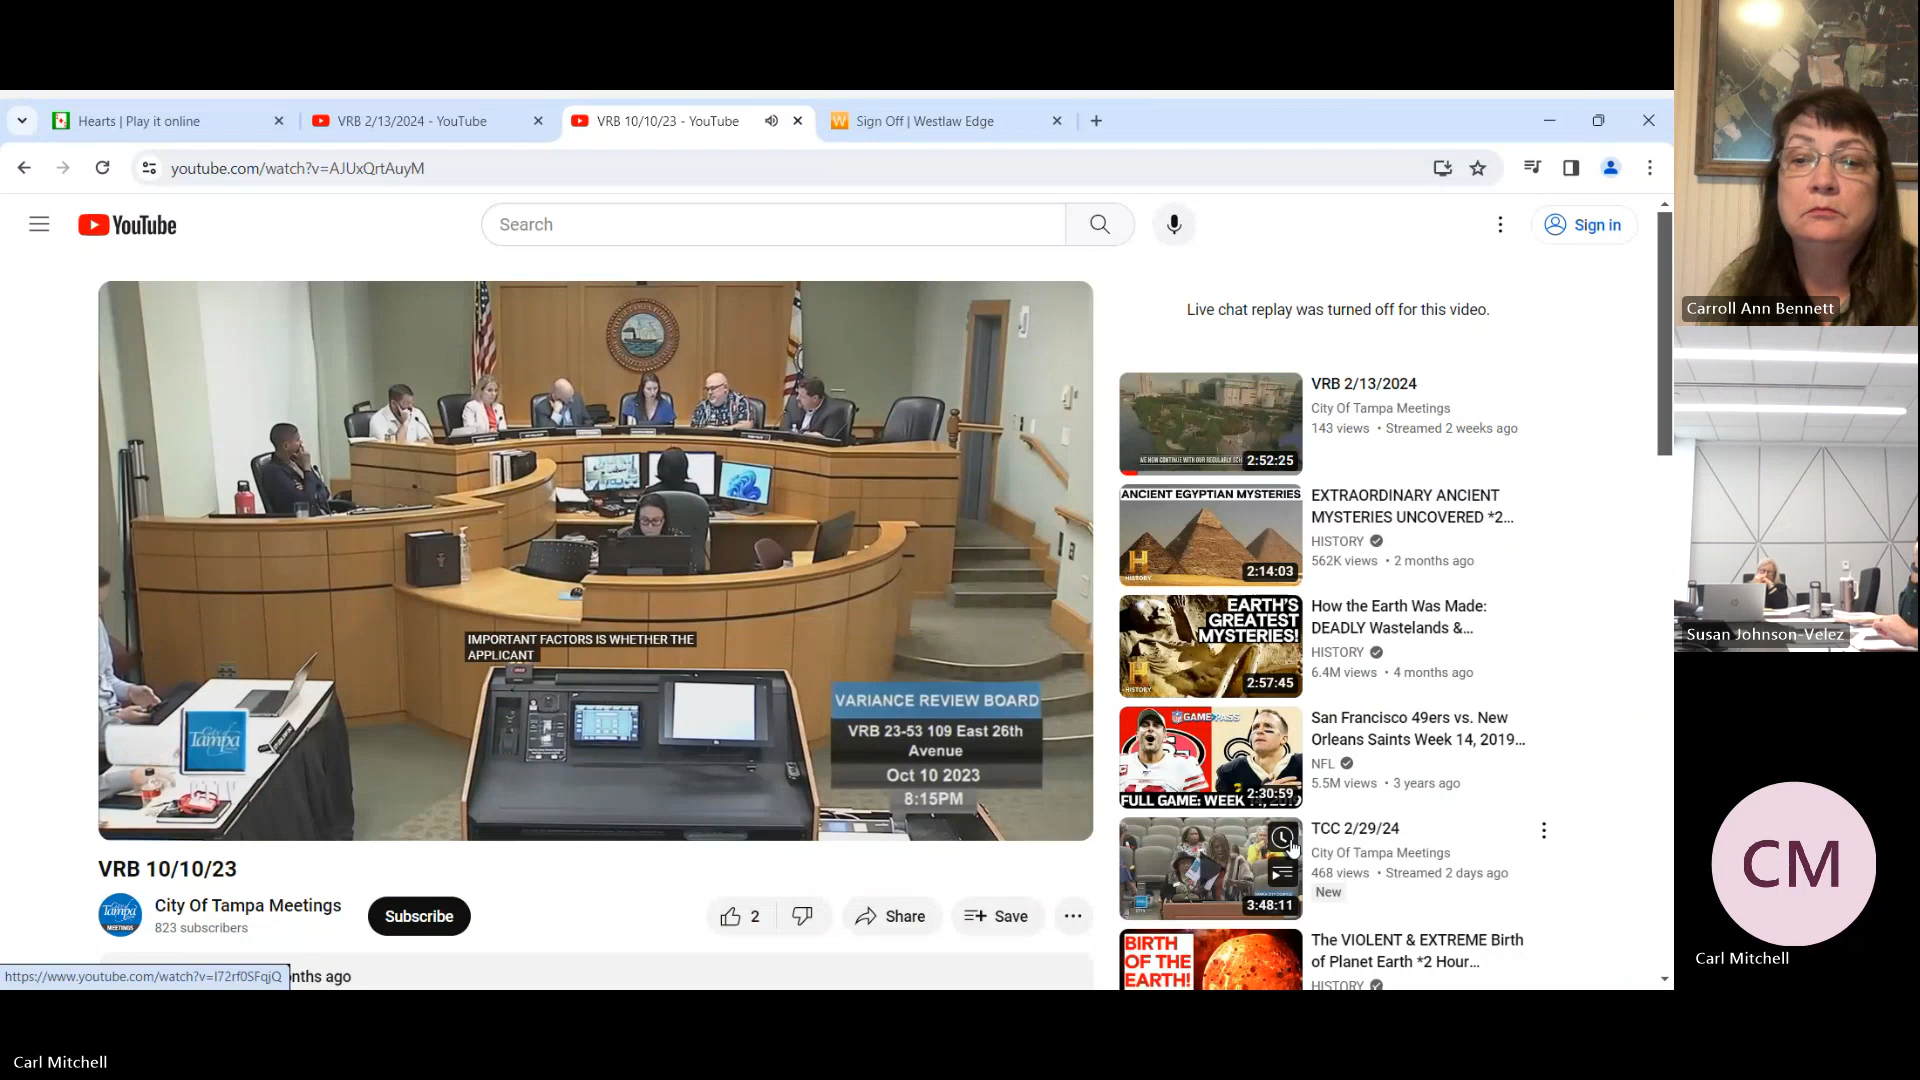 Hearts | Play it online
VRB 2/13/2024 - YouTube
VRB 10/10/23 - YouTube
Sign Off | Westlaw Edge
youtube.com/watch?v=AJUxQrtAuyM
YouTube
Search
Sign in
IMPORTANT FACTORS IS WHETHER THE
APPLICANT
City of
Tampa
VARIANCE REVIEW BOARD
VRB 23-53 109 East 26th
Avenue
Oct 10 2023
8:15PM
VRB 10/10/23
City Of Tampa Meetings
823 subscribers
Subscribe
2
Share
Save
https://www.youtube.com/watch?v=I72rf0SFqjQ
nths ago
Live chat replay was turned off for this video.
2:52:25
VRB 2/13/2024
City Of Tampa Meetings
143 views • Streamed 2 weeks ago
ANCIENT EGYPTIAN MYSTERIES
HISTORY
2:14:03
EXTRAORDINARY ANCIENT
MYSTERIES UNCOVERED *2...
HISTORY
562K views • 2 months ago
EARTH'S
GREATEST
MYSTERIES!
HISTORY
2:57:45
How the Earth Was Made:
DEADLY Wastelands &...
HISTORY
6.4M views • 4 months ago
GAME PASS
FULL GAME: WEEK
2:30:59
San Francisco 49ers vs. New
Orleans Saints Week 14, 2019...
NFL
5.5M views • 3 years ago
3:48:11
TCC 2/29/24
City Of Tampa Meetings
468 views • Streamed 2 days ago
New
BIRTH
OF THE
EARTH!
The VIOLENT & EXTREME Birth
of Planet Earth *2 Hour...
HISTORY
Carroll Ann Bennett
Susan Johnson-Velez
CM
Carl Mitchell
Carl Mitchell